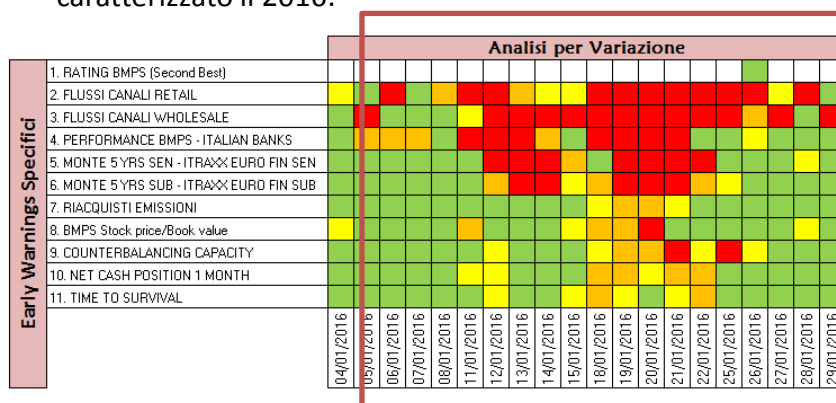 caratterizzato il 2016.
Analisi per Variazione
Early Warnings Specifici
1. RATING BMPS (Second Best)
2. FLUSSI CANALI RETAIL
3. FLUSSI CANALI WHOLESALE
4. PERFORMANCE BMPS - ITALIAN BANKS
5. MONTE 5 YRS SEN - ITRAXX EURO FIN SEN
6. MONTE 5 YRS SUB - ITRAXX EURO FIN SUB
7. RIACQUISTI EMISSIONI
8. BMPS Stock price/Book value
9. COUNTERBALANCING CAPACITY
10. NET CASH POSITION 1 MONTH
11. TIME TO SURVIVAL
04/01/2016
05/01/2016
06/01/2016
07/01/2016
08/01/2016
11/01/2016
12/01/2016
13/01/2016
14/01/2016
15/01/2016
18/01/2016
19/01/2016
20/01/2016
21/01/2016
22/01/2016
25/01/2016
26/01/2016
27/01/2016
28/01/2016
29/01/2016